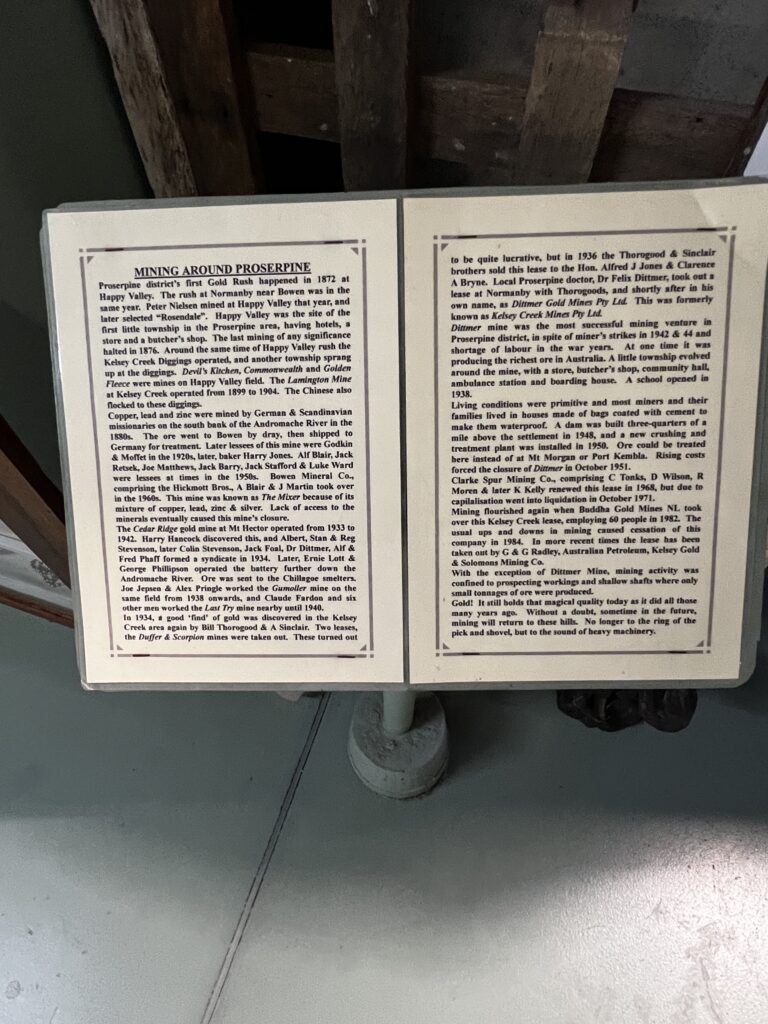 MINING AROUND PROSERPINE
Proserpine district's first Gold Rush happened in 1872 at
Happy Valley. The rush at Normanby near Bowen was in the
same year. Peter Nielsen mined at Happy Valley that year, and
later selected "Rosendale". Happy Valley was the site of the
first little township in the Proserpine area, having hotels, a
store and a butcher's shop. The last mining of any significance
halted in 1876. Around the same time of Happy Valley rush the
Kelsey Creek Diggings operated, and another township sprang
up at the diggings. Devil's Kitchen, Commonwealth and Golden
Fleece were mines on Happy Valley field. The Lamington Mine
at Kelsey Creek operated from 1899 to 1904. The Chinese also
flocked to these diggings.
Copper, lead and zinc were mined by German & Scandinavian
missionaries on the south bank of the Andromache River in the
1880s. The ore went to Bowen by dray, then shipped to
Germany for treatment. Later lessees of this mine were Godkin
& Moffet in the 1920s, later, baker Harry Jones. Alf Blair, Jack
Retsek, Joe Matthews, Jack Barry, Jack Stafford & Luke Ward
were lessees at times in the 1950s. Bowen Mineral Co.,
comprising the Hickmott Bros., A Blair & J Martin took over
in the 1960s. This mine was known as The Mixer because of its
mixture of copper, lead, zinc & silver. Lack of access to the
minerals eventually caused this mine's closure.
The Cedar Ridge gold mine at Mt Hector operated from 1933 to
1942. Harry Hancock discovered this, and Albert, Stan & Reg
Stevenson, later Colin Stevenson, Jack Foal, Dr Dittmer, Alf &
Fred Phaff formed a syndicate in 1934. Later, Ernie Lott &
George Phillipson operated the battery further down the
Andromache River. Ore was sent to the Chillagoe smelters.
Joe Jepsen & Alex Pringle worked the Gumoller mine on the
same field from 1938 onwards, and Claude Fardon and six
other men worked the Last Try mine nearby until 1940.
In 1934, a good 'find' of gold was discovered in the Kelsey
Creek area again by Bill Thorogood & A Sinclair. Two leases,
the Duffer & Scorpion mines were taken out. These turned out
to be quite lucrative, but in 1936 the Thorogood & Sinclair
brothers sold this lease to the Hon. Alfred J Jones & Clarence
A Bryne. Local Proserpine doctor, Dr Felix Dittmer, took out a
lease at Normanby with Thorogoods, and shortly after in his
own name, as Dittmer Gold Mines Pty Ltd. This was formerly
known as Kelsey Creek Mines Pty Ltd.
Dittmer mine was the most successful mining venture in
Proserpine district, in spite of miner's strikes in 1942 & 44 and
shortage of labour in the war years. At one time it was
producing the richest ore in Australia. A little township evolved
around the mine, with a store, butcher's shop, community hall,
ambulance station and boarding house. A school opened in
1938.
Living conditions were primitive and most miners and their
families lived in houses made of bags coated with cement to
make them waterproof. A dam was built three-quarters of a
mile above the settlement in 1948, and a new crushing and
treatment plant was installed in 1950. Ore could be treated
here instead of at Mt Morgan or Port Kembla. Rising costs
forced the closure of Dittmer in October 1951.
Clarke Spur Mining Co., comprising C Tonks, D Wilson, R
Moren & later K Kelly renewed this lease in 1968, but due to
capilalisation went into liquidation in October 1971.
Mining flourished again when Buddha Gold Mines NL took
over this Kelsey Creek lease, employing 60 people in 1982. The
usual ups and downs in mining caused cessation of this
company in 1984. In more recent times the lease has been
taken out by G & G Radley, Australian Petroleum, Kelsey Gold
& Solomons Mining Co.
With the exception of Dittmer Mine, mining activity was
confined to prospecting workings and shallow shafts where only
small tonnages of ore were produced.
Gold! It still holds that magical quality today as it did all those
many years ago. Without a doubt, sometime in the future,
mining will return to these hills. No longer to the ring of the
pick and shovel, but to the sound of heavy machinery.